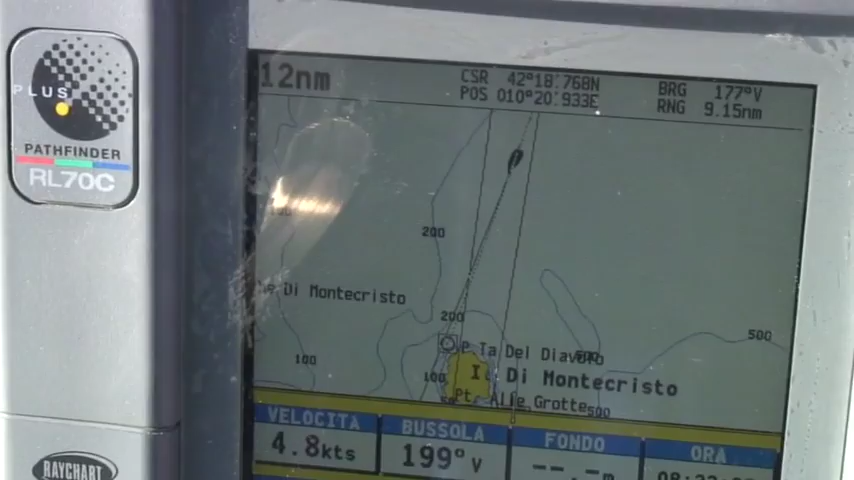 PLUS
PATHFINDER
RL70C
RAYCHART
12nm
CSR 42°18.768N
POS 010°20.933E
BRG 177°V
RNG 9.15nm
200
Di Montecristo
200
500
100
Ta Del Diavolo
100
I. Di Montecristo
Pt. Alle Grotte
500
VELOCITA
4.8kts
BUSSOLA
199°V
FONDO
--.-m
ORA